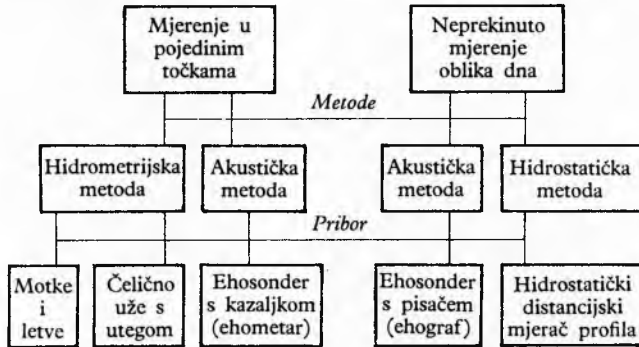 Mjerenje u
pojedinim
točkama
Neprekinuto
mjerenje
oblika dna
Metode
Hidrometrijska
metoda
Akustička
metoda
Akustička
metoda
Hidrostatička
metoda
Pribor
Motke
i
letve
Čelično
uže s
utegom
Ehosonder
s kazaljkom
(ehometar)
Ehosonder
s pisačem
(ehograf)
Hidrostatički
distancijski
mjerač profila